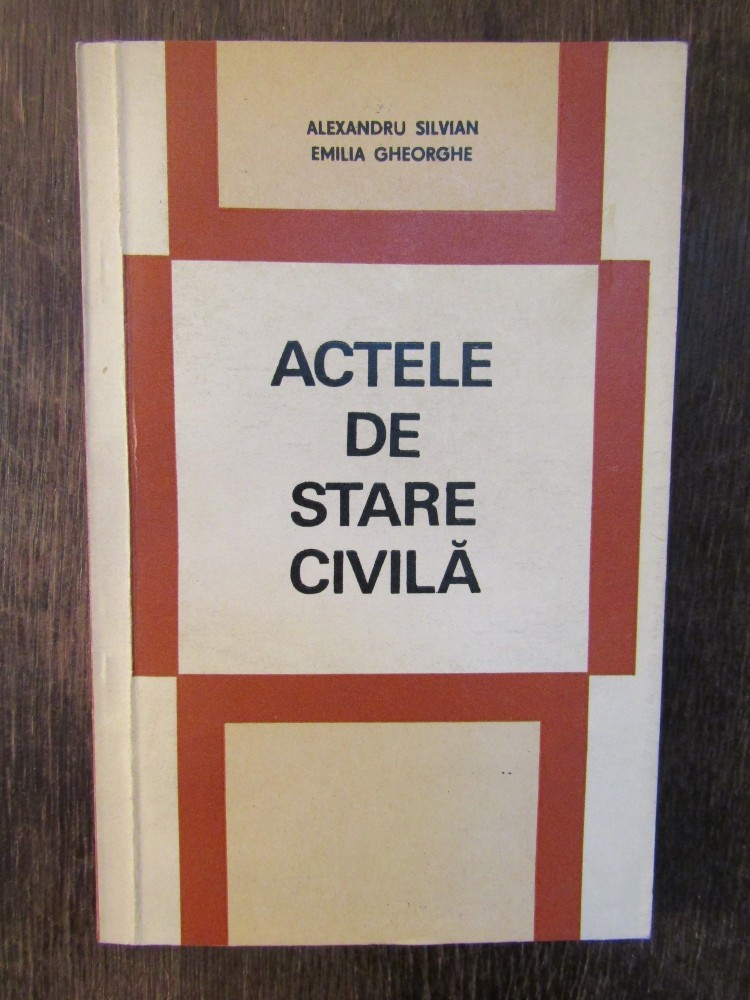 ALEXANDRU SILVIAN
EMILIA GHEORGHE
ACTELE
DE
STARE
CIVILĂ